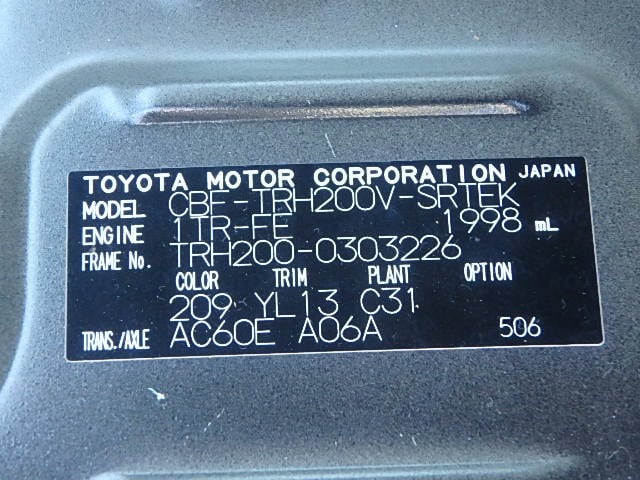 TOYOTA MOTOR CORPORATION JAPAN
MODEL CBF-TRH200V-SRTEK
ENGINE 1TR-FE 1998 mL
FRAME No. TRH200-0303226
COLOR TRIM PLANT OPTION
209 YL13 C31
TRANS./AXLE AC60E A06A 506